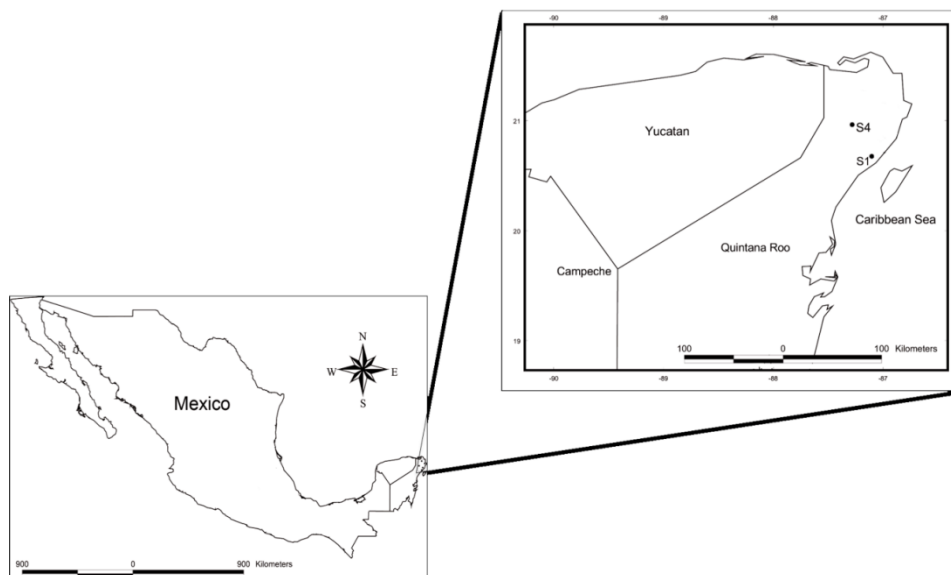 -90
-89
-88
-87
21
Yucatan
S4
S1
Caribbean Sea
20
Quintana Roo
Campeche
19
100 0 100 Kilometers
-90
-89
-88
-87
N
W E
S
Mexico
900 0 900 Kilometers